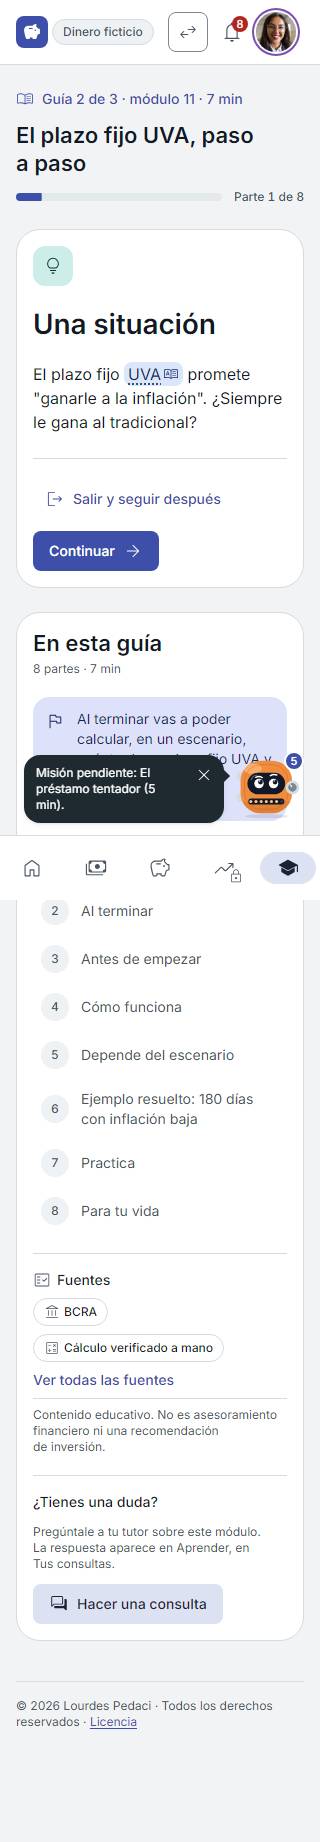 Dinero ficticio
8
Guía 2 de 3 · módulo 11 · 7 min
El plazo fijo UVA, paso
a paso
Parte 1 de 8
Una situación
El plazo fijo UVA promete
"ganarle a la inflación". ¿Siempre
le gana al tradicional?
Salir y seguir después
Continuar
En esta guía
8 partes · 7 min
Al terminar vas a poder
calcular, en un escenario,
Misión pendiente: El
préstamo tentador (5
min).
5
2 Al terminar
3 Antes de empezar
4 Cómo funciona
5 Depende del escenario
6 Ejemplo resuelto: 180 días
con inflación baja
7 Practica
8 Para tu vida
Fuentes
BCRA
Cálculo verificado a mano
Ver todas las fuentes
Contenido educativo. No es asesoramiento
financiero ni una recomendación
de inversión.
¿Tienes una duda?
Pregúntale a tu tutor sobre este módulo.
La respuesta aparece en Aprender, en
Tus consultas.
Hacer una consulta
© 2026 Lourdes Pedaci · Todos los derechos
reservados · Licencia